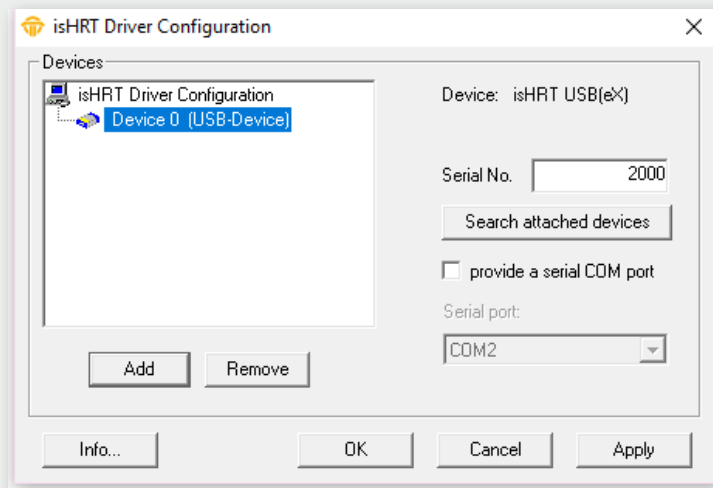 isHRT Driver Configuration
Devices
isHRT Driver Configuration
Device 0 (USB-Device)
Device: isHRT USB(eX)
Serial No. 2000
Search attached devices
provide a serial COM port
Serial port:
COM2
Add Remove
Info... OK Cancel Apply